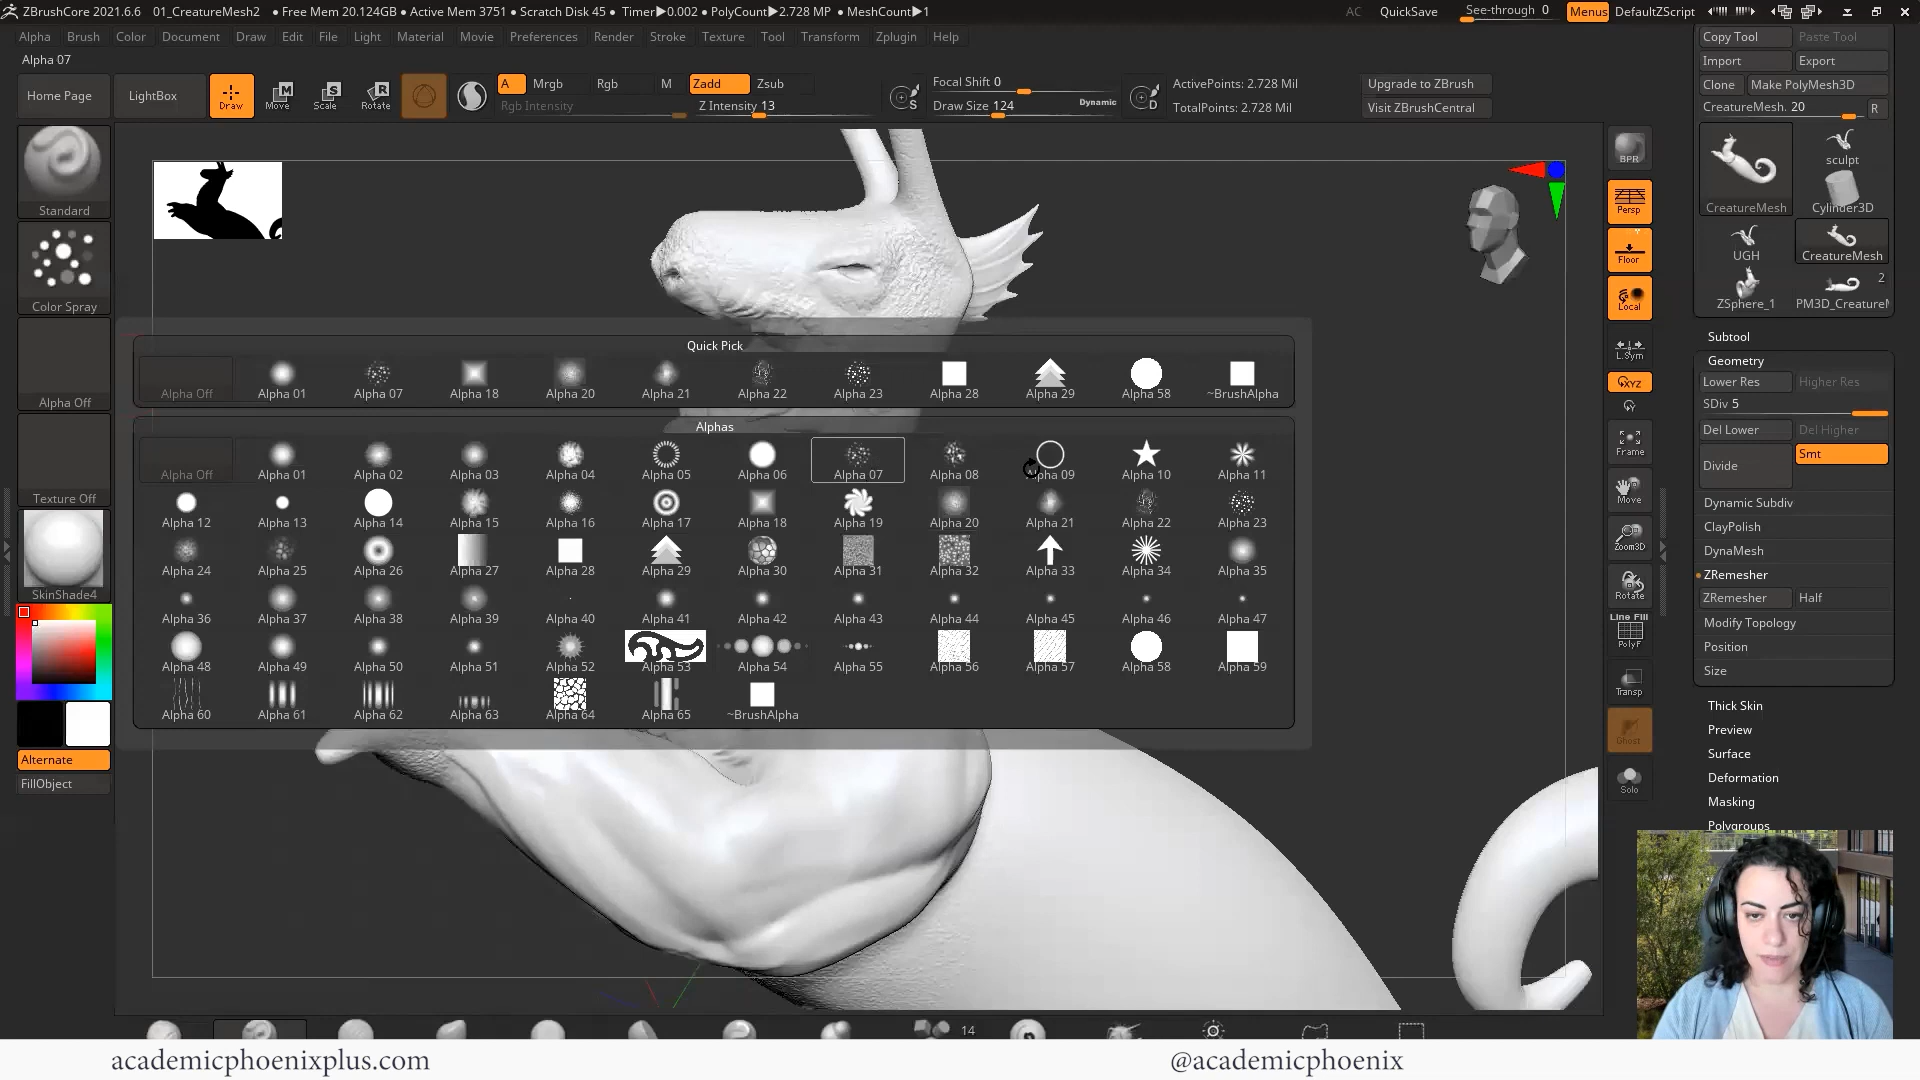 ZBrushCore 2021.6.6 01_CreatureMesh2 • Free Mem 20.124GB • Active Mem 3751 • Scratch Disk 45 • Timer▶0.002 • PolyCount▶2.728 MP • MeshCount▶1 AC QuickSave See-through 0 Menus DefaultZScript
Alpha Brush Color Document Draw Edit File Light Material Movie Preferences Render Stroke Texture Tool Transform Zplugin Help
Alpha 07
Home Page LightBox Draw Move Scale Rotate
M S R
A Mrgb Rgb M Zadd Zsub
Rgb Intensity Z Intensity 13
S Focal Shift 0
Draw Size 124 Dynamic
D ActivePoints: 2.728 Mil
TotalPoints: 2.728 Mil
Upgrade to ZBrush
Visit ZBrushCentral
Copy Tool Paste Tool
Import Export
Clone Make PolyMesh3D
CreatureMesh. 20 R
CreatureMesh sculpt
Cylinder3D
UGH CreatureMesh
2
ZSphere_1 PM3D_Creature
Subtool
Geometry
Lower Res Higher Res
SDiv 5
Del Lower Del Higher
Divide Smt
Dynamic Subdiv
ClayPolish
DynaMesh
ZRemesher
ZRemesher Half
Modify Topology
Position
Size
Thick Skin
Preview
Surface
Deformation
Masking
Polygroups
Standard
Color Spray
Alpha Off
Texture Off
SkinShade4
Alternate
FillObject
BPR
Persp
Floor
Local
L.Sym
XYZ
Y
Frame
Move
Zoom3D
Rotate
Line Fill
PolyF
Transp
Ghost
Solo
Quick Pick
Alpha Off Alpha 01 Alpha 07 Alpha 18 Alpha 20 Alpha 21 Alpha 22 Alpha 23 Alpha 28 Alpha 29 Alpha 58 ~BrushAlpha
Alphas
Alpha Off Alpha 01 Alpha 02 Alpha 03 Alpha 04 Alpha 05 Alpha 06 Alpha 07 Alpha 08 Alpha 09 Alpha 10 Alpha 11
Alpha 12 Alpha 13 Alpha 14 Alpha 15 Alpha 16 Alpha 17 Alpha 18 Alpha 19 Alpha 20 Alpha 21 Alpha 22 Alpha 23
Alpha 24 Alpha 25 Alpha 26 Alpha 27 Alpha 28 Alpha 29 Alpha 30 Alpha 31 Alpha 32 Alpha 33 Alpha 34 Alpha 35
Alpha 36 Alpha 37 Alpha 38 Alpha 39 Alpha 40 Alpha 41 Alpha 42 Alpha 43 Alpha 44 Alpha 45 Alpha 46 Alpha 47
Alpha 48 Alpha 49 Alpha 50 Alpha 51 Alpha 52 Alpha 53 Alpha 54 Alpha 55 Alpha 56 Alpha 57 Alpha 58 Alpha 59
Alpha 60 Alpha 61 Alpha 62 Alpha 63 Alpha 64 Alpha 65 ~BrushAlpha
14
academicphoenixplus.com @academicphoenix